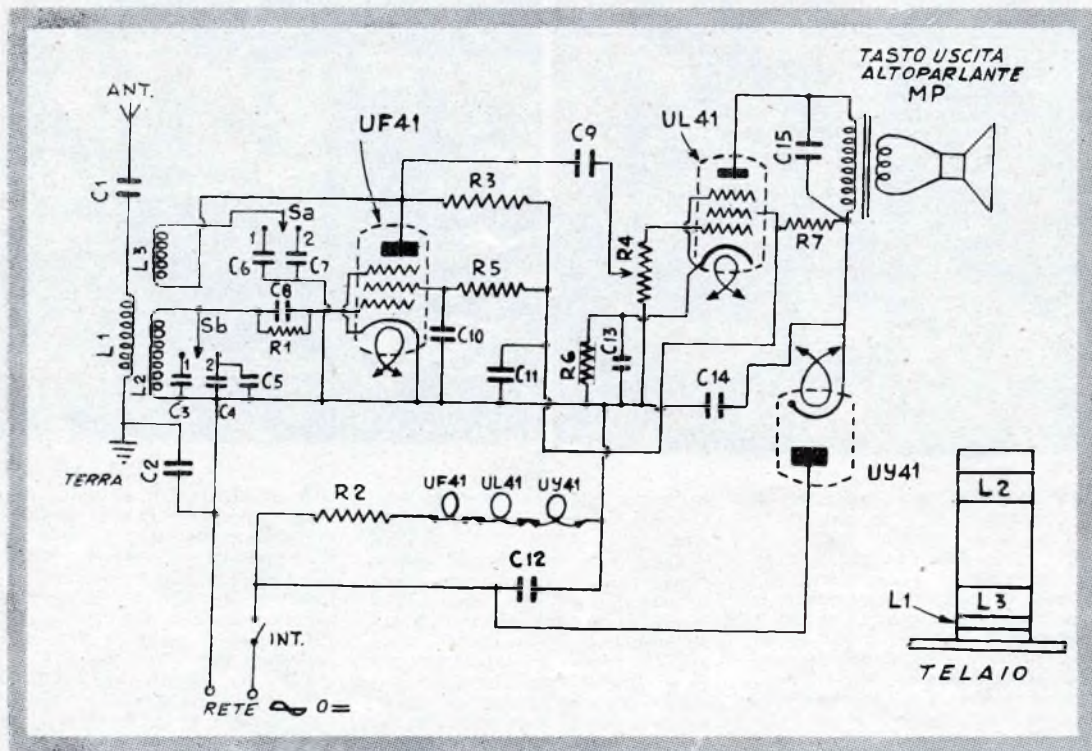 TASTO USCITA
ALTOPARLANTE
MP
ANT.
UF41
C9
UL41
C15
C1
R3
Sa
L3
1
2
C6
C7
R4
R7
C8
R5
Sb
R1
C10
L1
L2
1
2
C3
C4
C5
R6
C13
C11
C14
TERRA
C2
UY41
R2
UF41 UL41 UY41
C12
L2
L3
L1
TELAIO
INT.
RETE ∿ O=